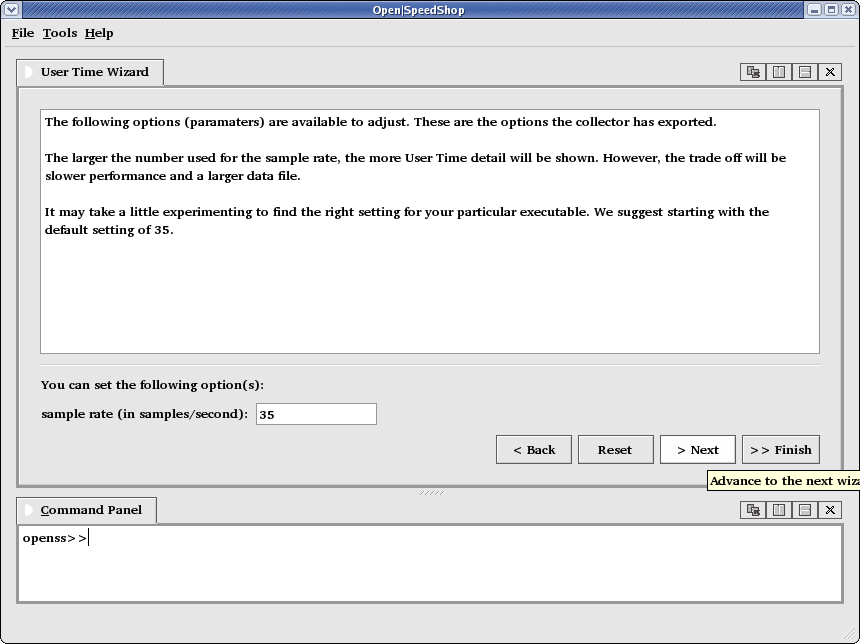 Open|SpeedShop
File Tools Help
User Time Wizard
The following options (paramaters) are available to adjust. These are the options the collector has exported.
The larger the number used for the sample rate, the more User Time detail will be shown. However, the trade off will be
slower performance and a larger data file.
It may take a little experimenting to find the right setting for your particular executable. We suggest starting with the
default setting of 35.
You can set the following option(s):
sample rate (in samples/second): 35
< Back Reset > Next >> Finish
Advance to the next wiza
Command Panel
openss>>